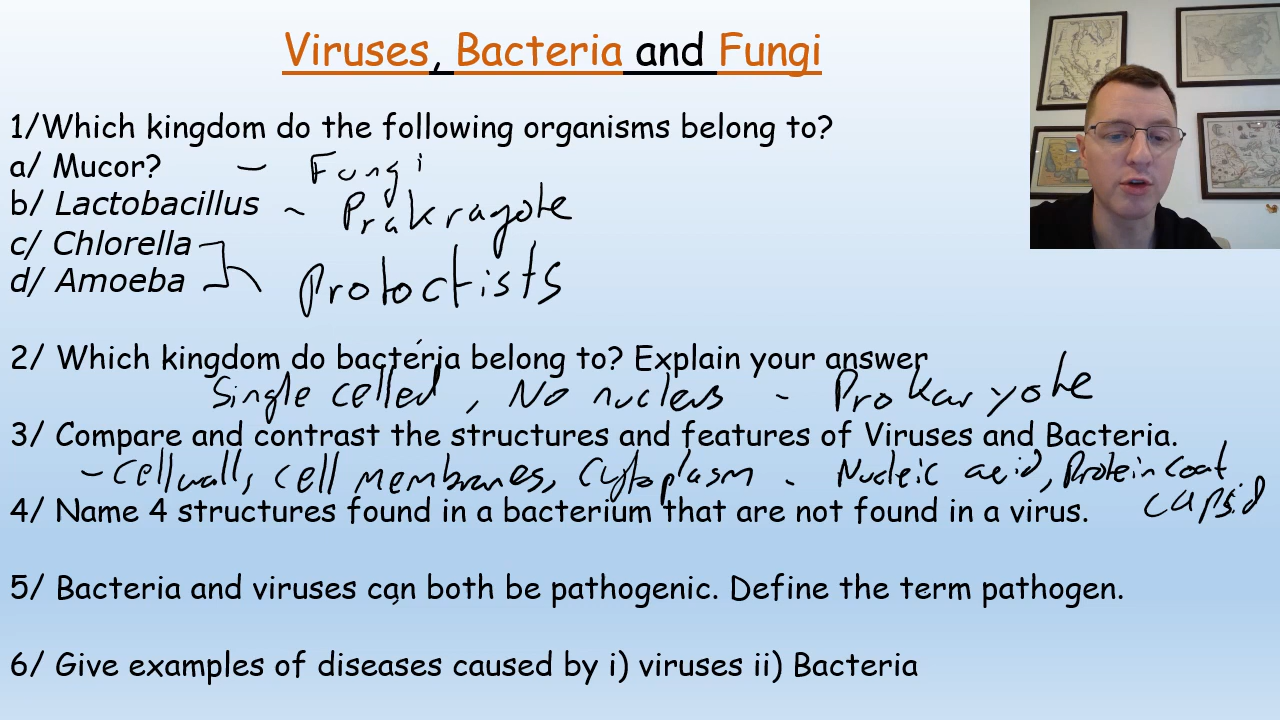 Viruses, Bacteria and Fungi
1/Which kingdom do the following organisms belong to?
a/ Mucor? - Fungi
b/ Lactobacillus ~ Prakrayote
c/ Chlorella
d/ Amoeba Protoctists
2/ Which kingdom do bacteria belong to? Explain your answer
Single celled, No nucleus - Prokaryote
3/ Compare and contrast the structures and features of Viruses and Bacteria.
- Cell walls, cell membranes, Cytoplasm - Nucleic acid, Protein coat
capsid
4/ Name 4 structures found in a bacterium that are not found in a virus.
5/ Bacteria and viruses can both be pathogenic. Define the term pathogen.
6/ Give examples of diseases caused by i) viruses ii) Bacteria